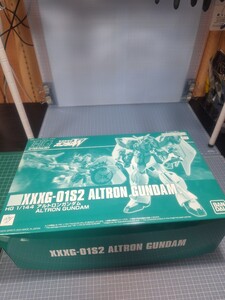 XXXG-01S2 ALTRON GUNDAM
HG 1/144 アルトロンガンダム
ALTRON GUNDAM
BANDAI
XXXG-01S2 ALTRON GUNDAM